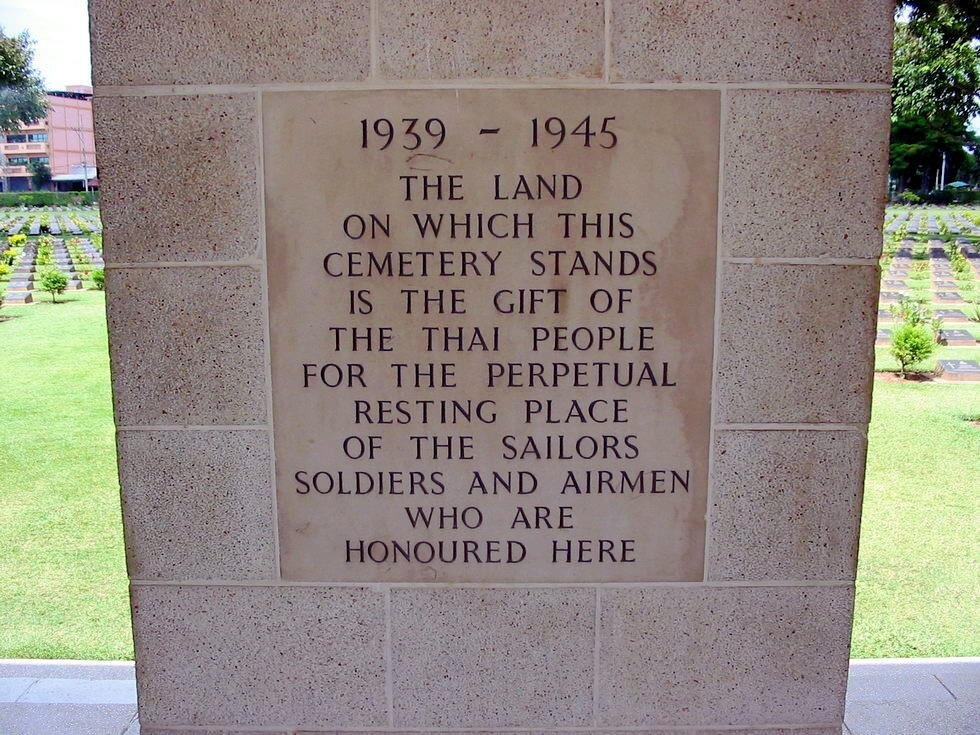 1939 - 1945
THE LAND
ON WHICH THIS
CEMETERY STANDS
IS THE GIFT OF
THE THAI PEOPLE
FOR THE PERPETUAL
RESTING PLACE
OF THE SAILORS
SOLDIERS AND AIRMEN
WHO ARE
HONOURED HERE